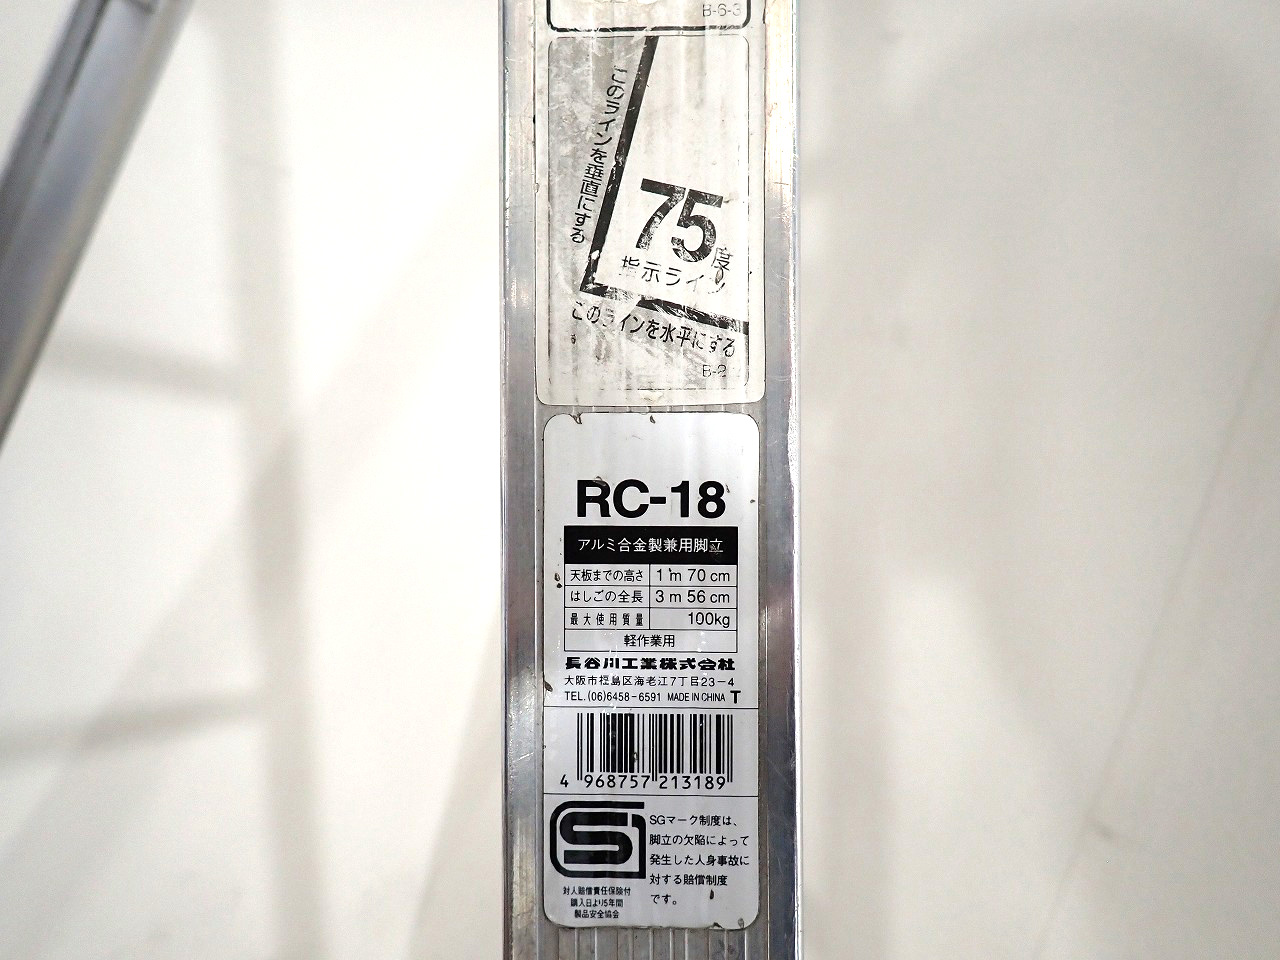 B-6-3
このラインを垂直にする
75度
指示ライン
このラインを水平にする
B-2
RC-18
アルミ合金製兼用脚立
天板までの高さ 1m 70cm
はしごの全長 3m 56cm
最大使用質量 100kg
軽作業用
長谷川工業株式会社
大阪市福島区海老江7丁目23-4
TEL.(06)6458-6591 MADE IN CHINA T
4 968757 213189
SGマーク制度は、
脚立の欠陥によって
発生した人身事故に
対する賠償制度
です。
対人賠償責任保険付
購入日より5年間
製品安全協会